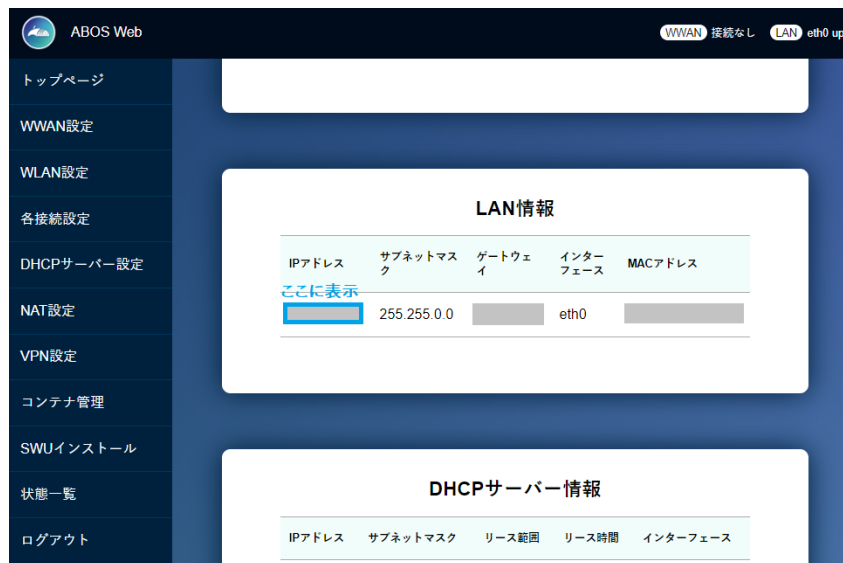 ABOS Web
WWAN 接続なし LAN eth0 up
トップページ
WWAN設定
WLAN設定
各接続設定
DHCPサーバー設定
NAT設定
VPN設定
コンテナ管理
SWUインストール
状態一覧
ログアウト
LAN情報
IPアドレス サブネットマスク ゲートウェイ インターフェース MACアドレス
ここに表示
255.255.0.0 eth0
DHCPサーバー情報
IPアドレス サブネットマスク リース範囲 リース時間 インターフェース